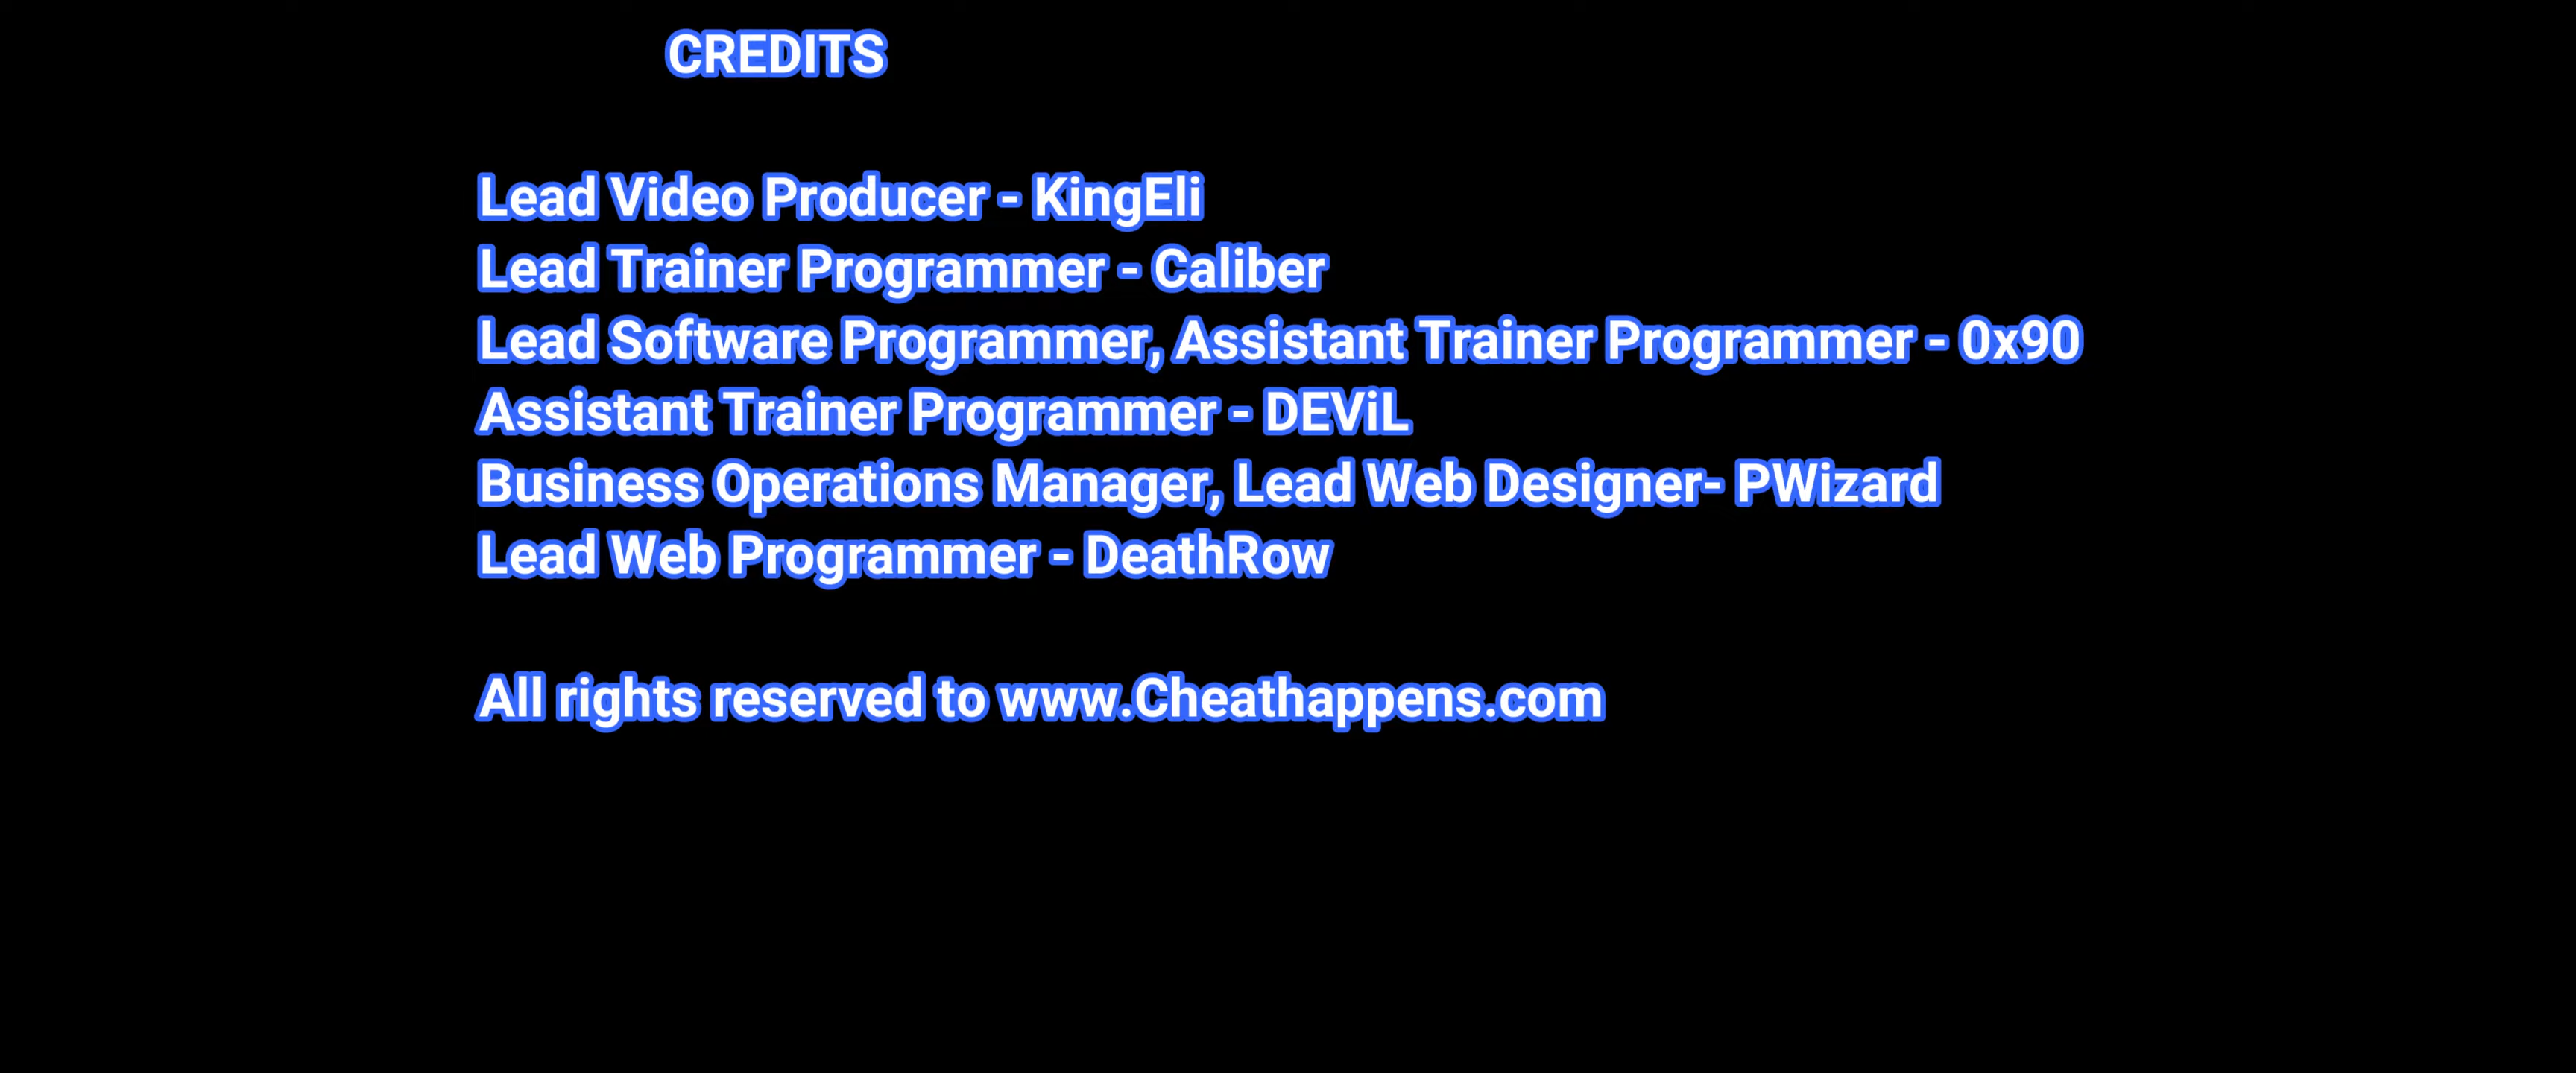 CREDITS
Lead Video Producer - KingEli
Lead Trainer Programmer - Caliber
Lead Software Programmer, Assistant Trainer Programmer - 0x90
Assistant Trainer Programmer - DEViL
Business Operations Manager, Lead Web Designer- PWizard
Lead Web Programmer - DeathRow
All rights reserved to www.Cheathappens.com